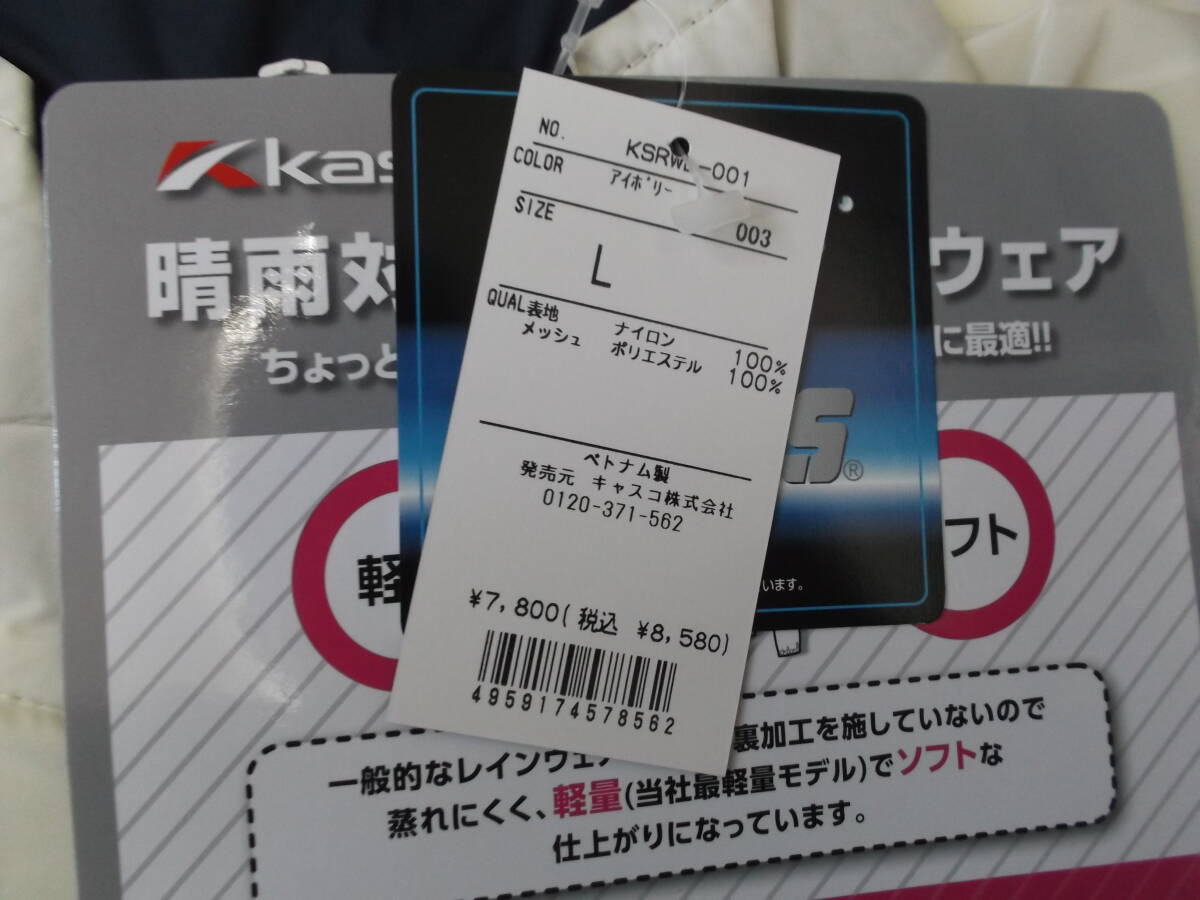 kas
晴雨対
ウェア
ちょっと
に最適!!
NO. KSRW
-001
COLOR アイボリー
003
SIZE
L
QUAL表地 ナイロン 100%
メッシュ ポリエステル 100%
ベトナム製
発売元 キャスコ株式会社
0120-371-562
¥7,800(税込 ¥8,580)
4959174578562
S®
います。
軽
フト
一般的なレインウェ
裏加工を施していないので
蒸れにくく、軽量(当社最軽量モデル)でソフトな
仕上がりになっています。